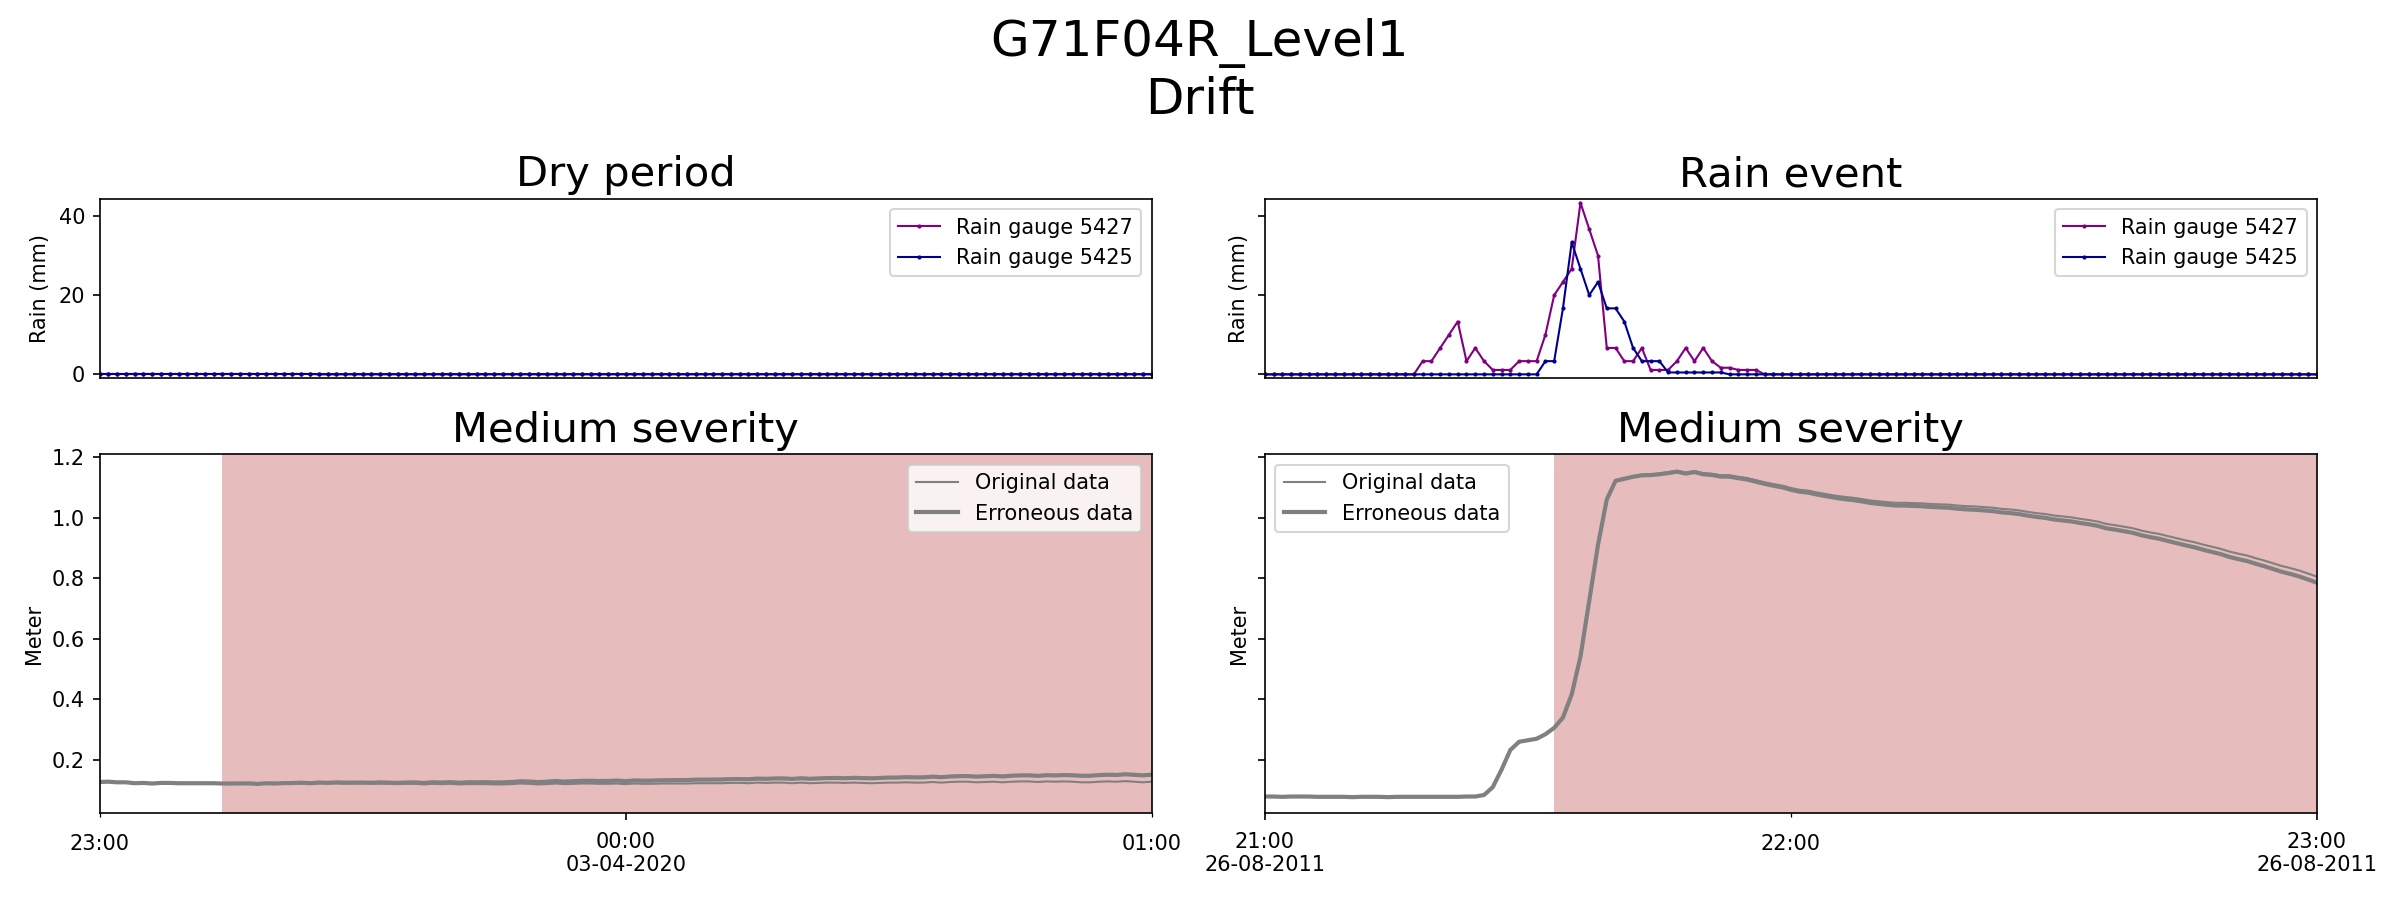 G71F04R_Level1
Drift
Dry period
Rain event
Rain (mm)
40
20
0
Rain gauge 5427
Rain gauge 5425
Rain (mm)
Rain gauge 5427
Rain gauge 5425
Medium severity
Medium severity
Meter
1.2
1.0
0.8
0.6
0.4
0.2
Original data
Erroneous data
23:00
00:00
03-04-2020
01:00
Meter
Original data
Erroneous data
21:00
26-08-2011
22:00
23:00
26-08-2011